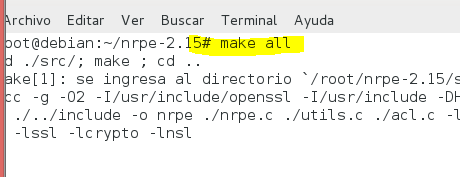 Archivo Editar Ver Buscar Terminal Ayuda
oot@debian:~/nrpe-2.15# make all
d ./src/; make ; cd ..
ake[1]: se ingresa al directorio `/root/nrpe-2.15/s
cc -g -O2 -I/usr/include/openssl -I/usr/include -DH
./../include -o nrpe ./nrpe.c ./utils.c ./acl.c -l
-lssl -lcrypto -lnsl